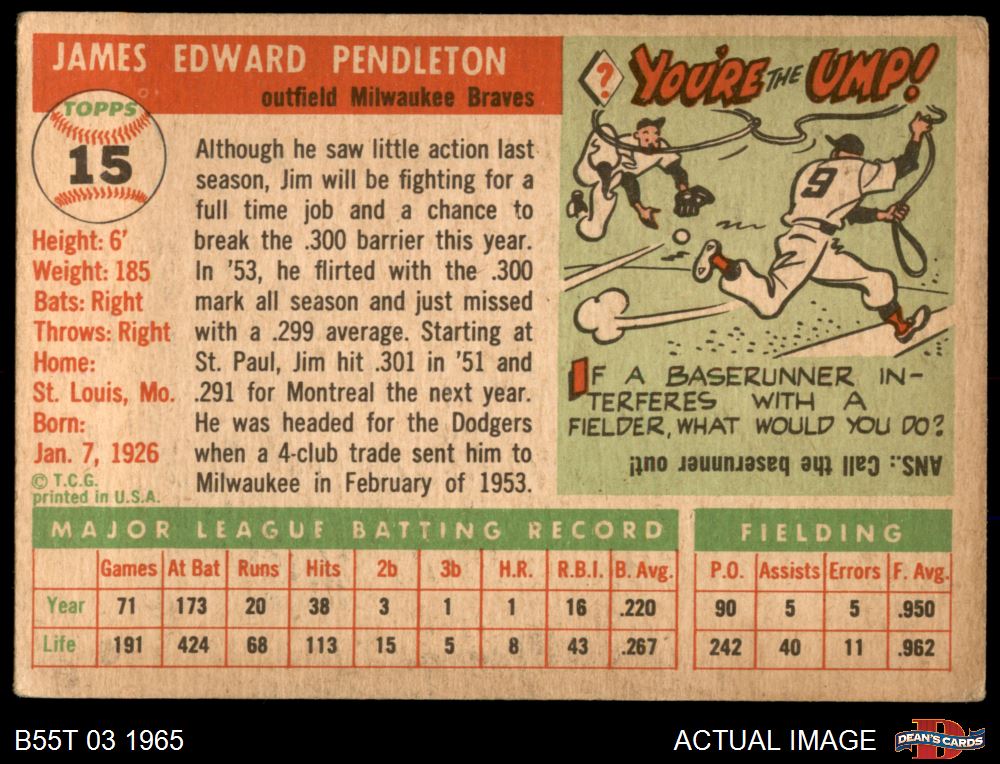 JAMES EDWARD PENDLETON
outfield Milwaukee Braves
TOPPS
15
Height: 6'
Weight: 185
Bats: Right
Throws: Right
Home:
St. Louis, Mo.
Born:
Jan. 7, 1926
© T.C.G.
printed in U.S.A.
Although he saw little action last
season, Jim will be fighting for a
full time job and a chance to
break the .300 barrier this year.
In '53, he flirted with the .300
mark all season and just missed
with a .299 average. Starting at
St. Paul, Jim hit .301 in '51 and
.291 for Montreal the next year.
He was headed for the Dodgers
when a 4-club trade sent him to
Milwaukee in February of 1953.
? YOU'RE THE UMP!
9
IF A BASERUNNER IN-
TERFERES WITH A
FIELDER, WHAT WOULD YOU DO?
ANS.: Call the baserunner out!
MAJOR LEAGUE BATTING RECORD
Games At Bat Runs Hits 2b 3b H.R. R.B.I. B. Avg.
Year 71 173 20 38 3 1 1 16 .220
Life 191 424 68 113 15 5 8 43 .267
FIELDING
P.O. Assists Errors F. Avg.
90 5 5 .950
242 40 11 .962
B55T 03 1965
ACTUAL IMAGE
DEAN'S CARDS